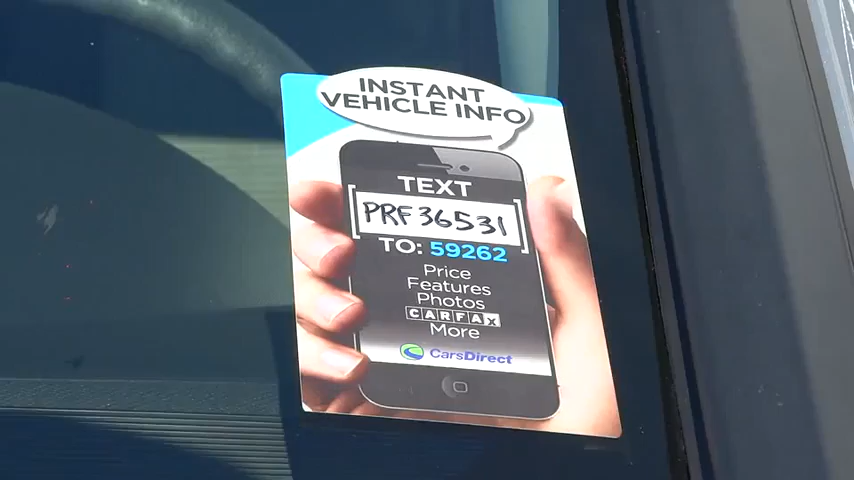 INSTANT
VEHICLE INFO
TEXT
PRF36531
TO: 59262
Price
Features
Photos
CARFAX
More
CarsDirect